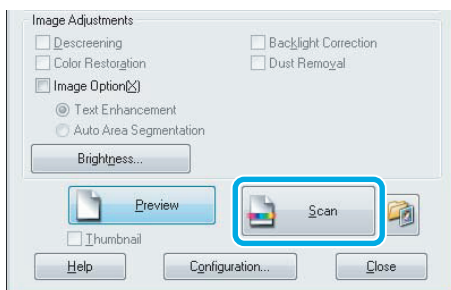 Image Adjustments
Descreening Backlight Correction
Color Restoration Dust Removal
Image Option(X)
Text Enhancement
Auto Area Segmentation
Brightness...
Preview Scan
Thumbnail
Help Configuration... Close